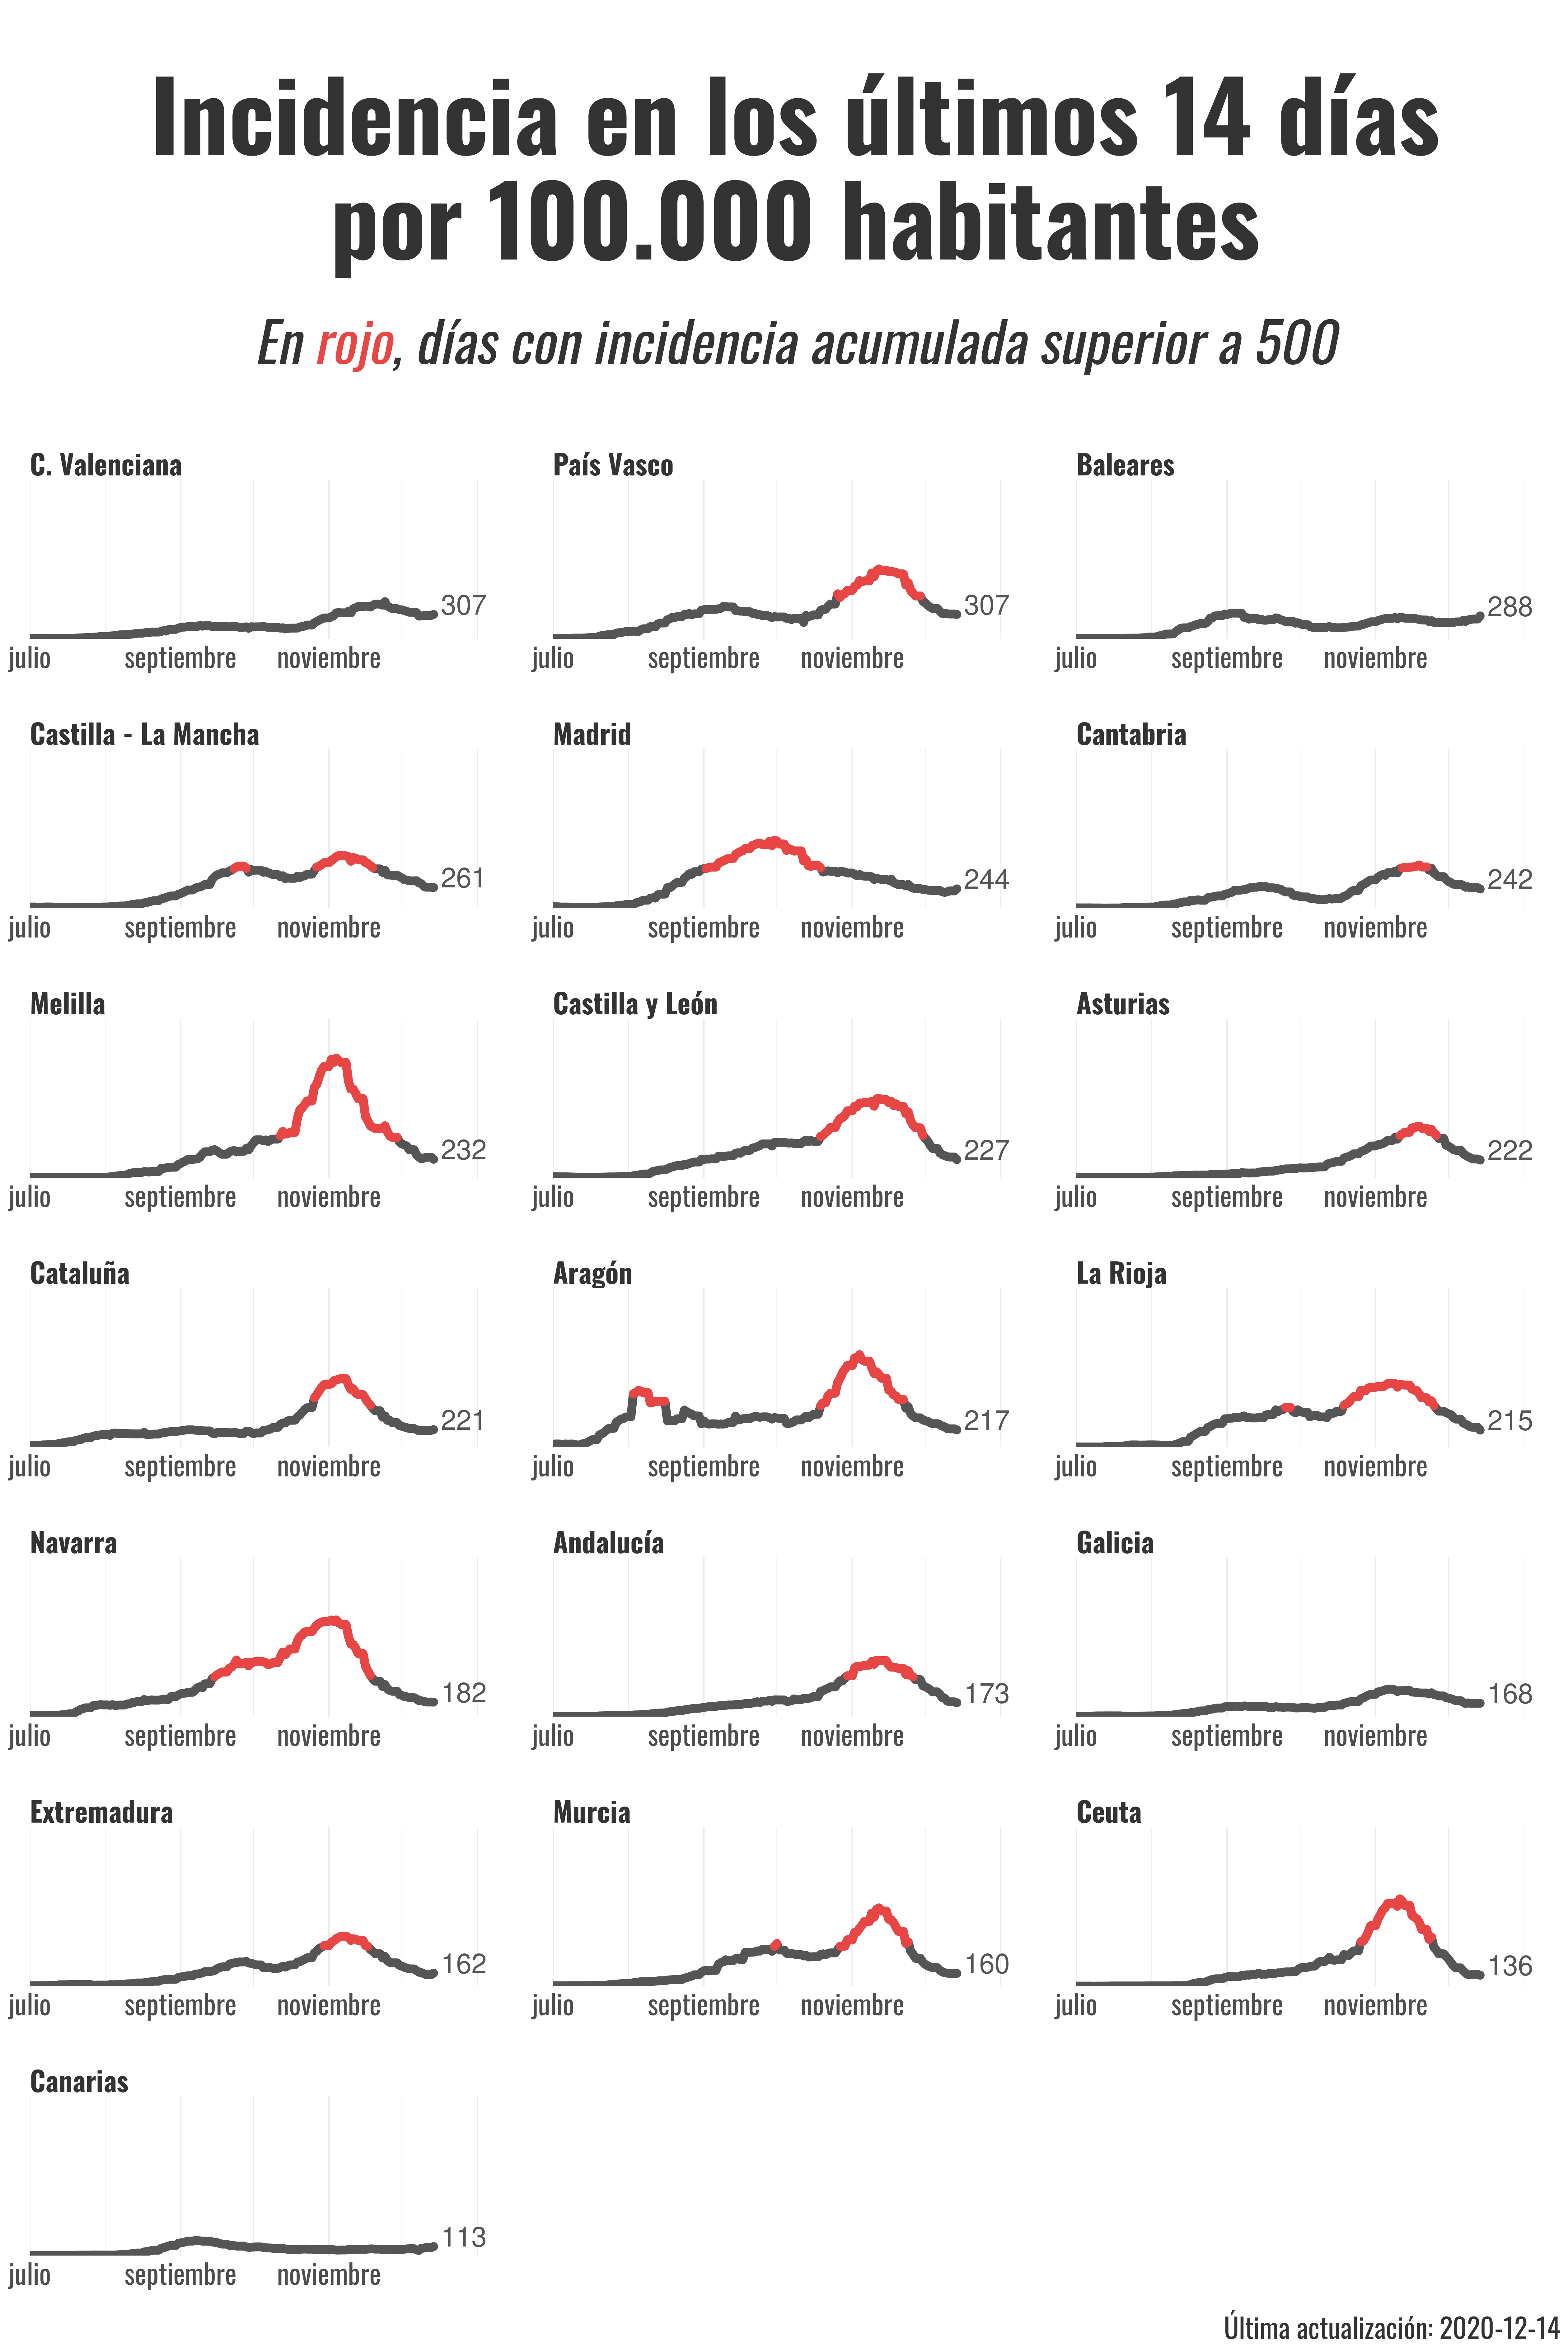 Incidencia en los últimos 14 días
por 100.000 habitantes
En rojo, días con incidencia acumulada superior a 500
C. Valenciana
307
julio septiembre noviembre
País Vasco
307
julio septiembre noviembre
Baleares
288
julio septiembre noviembre
Castilla - La Mancha
261
julio septiembre noviembre
Madrid
244
julio septiembre noviembre
Cantabria
242
julio septiembre noviembre
Melilla
232
julio septiembre noviembre
Castilla y León
227
julio septiembre noviembre
Asturias
222
julio septiembre noviembre
Cataluña
221
julio septiembre noviembre
Aragón
217
julio septiembre noviembre
La Rioja
215
julio septiembre noviembre
Navarra
182
julio septiembre noviembre
Andalucía
173
julio septiembre noviembre
Galicia
168
julio septiembre noviembre
Extremadura
162
julio septiembre noviembre
Murcia
160
julio septiembre noviembre
Ceuta
136
julio septiembre noviembre
Canarias
113
julio septiembre noviembre
Última actualización: 2020-12-14